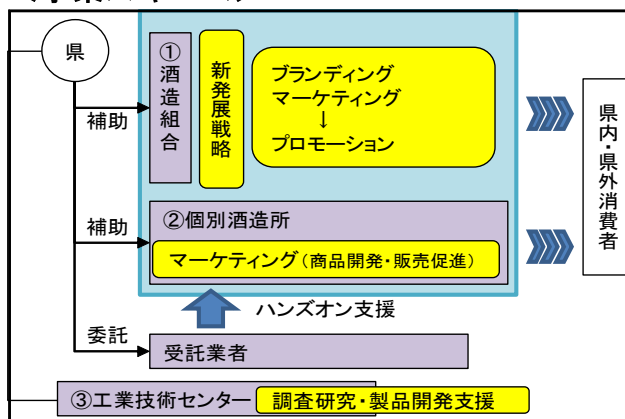 県
①酒造組合
新発展戦略
ブランディング
マーケティング
↓
プロモーション
補助
県内・県外消費者
補助
②個別酒造所
マーケティング（商品開発・販売促進）
ハンズオン支援
委託
受託業者
③工業技術センター
調査研究・製品開発支援